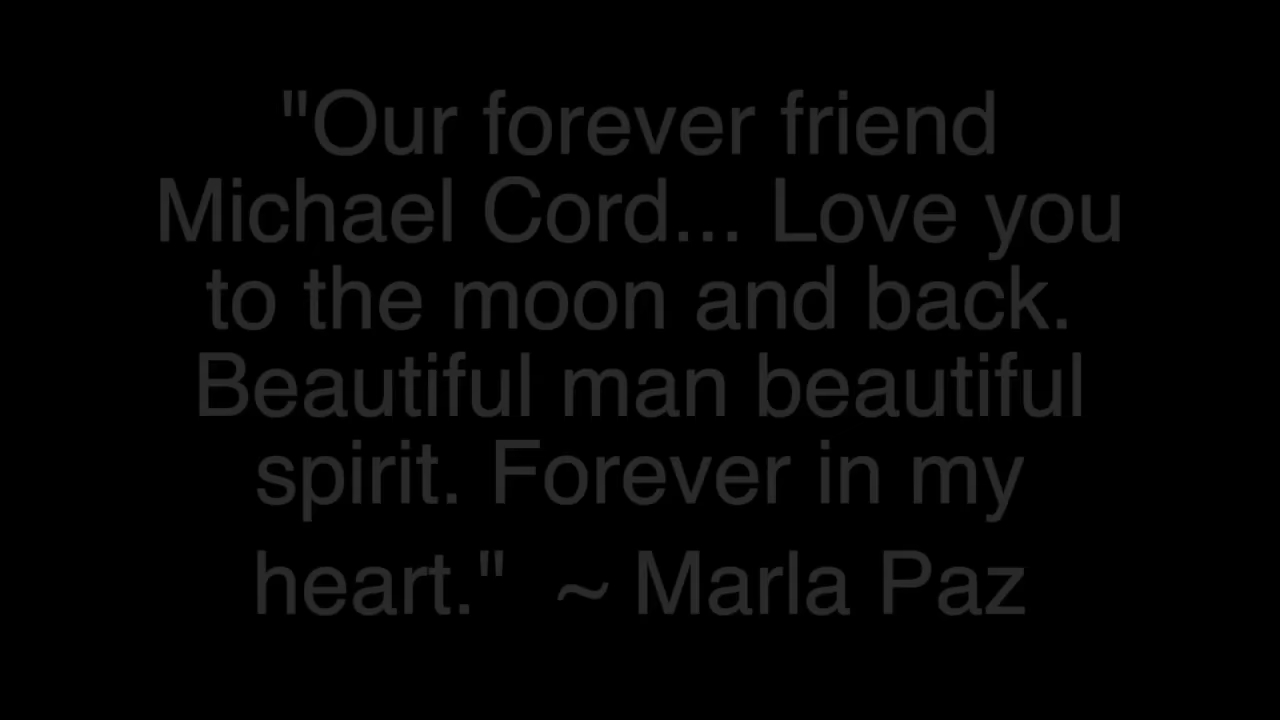 "Our forever friend
Michael Cord... Love you
to the moon and back.
Beautiful man beautiful
spirit. Forever in my
heart."  ~ Marla Paz